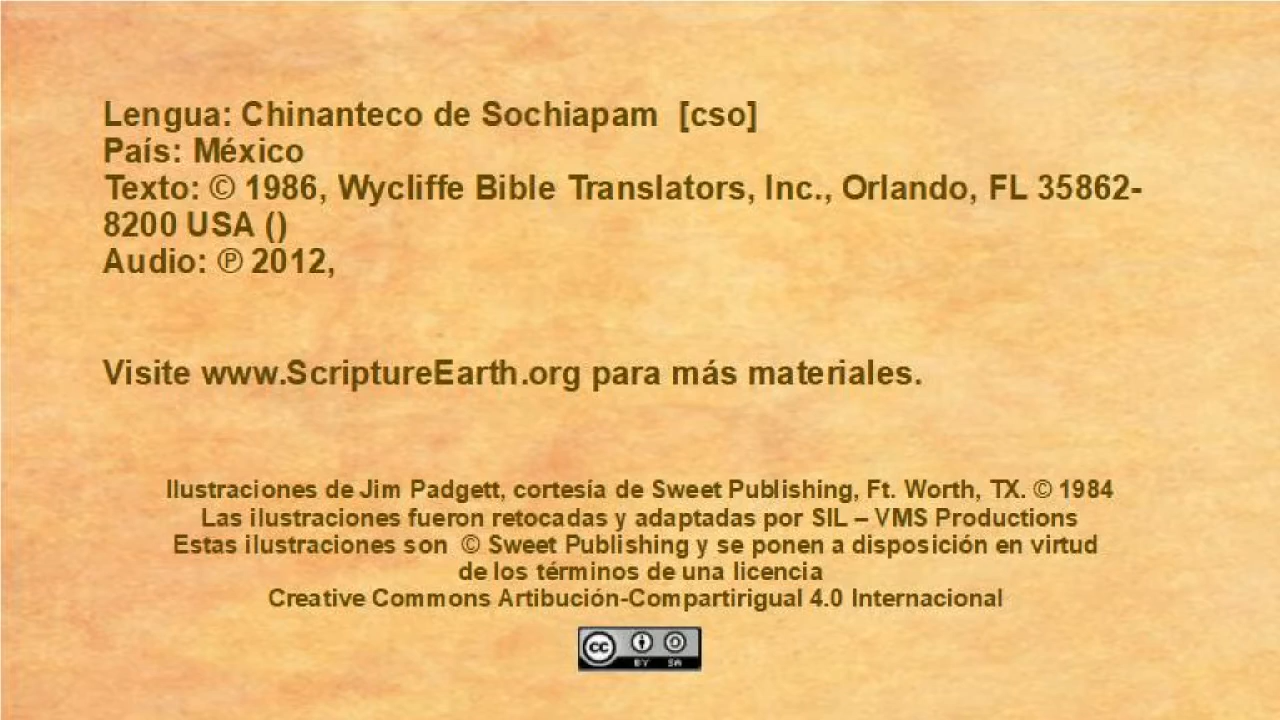 Lengua: Chinanteco de Sochiapam [cso]
País: México
Texto: © 1986, Wycliffe Bible Translators, Inc., Orlando, FL 35862-
8200 USA ()
Audio: ℗ 2012,
Visite www.ScriptureEarth.org para más materiales.
Ilustraciones de Jim Padgett, cortesía de Sweet Publishing, Ft. Worth, TX. © 1984
Las ilustraciones fueron retocadas y adaptadas por SIL – VMS Productions
Estas ilustraciones son © Sweet Publishing y se ponen a disposición en virtud
de los términos de una licencia
Creative Commons Artibución-Compartirigual 4.0 Internacional
cc BY SA